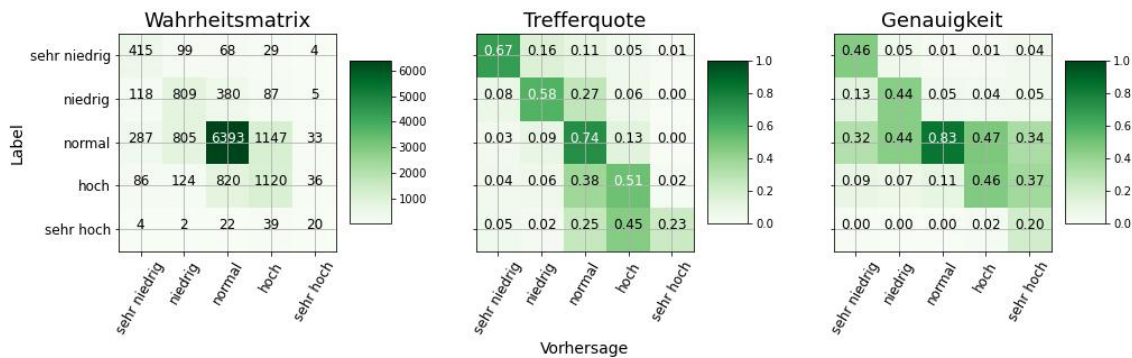 Wahrheitsmatrix Trefferquote Genauigkeit
sehr niedrig 415 99 68 29 4 0.67 0.16 0.11 0.05 0.01 0.46 0.05 0.01 0.01 0.04
6000 1.0 1.0
niedrig 118 809 380 87 5 0.08 0.58 0.27 0.06 0.00 0.13 0.44 0.05 0.04 0.05
5000 0.8 0.8
Label normal 287 805 6393 1147 33 0.03 0.09 0.74 0.13 0.00 0.32 0.44 0.83 0.47 0.34
4000 0.6 0.6
3000 0.4 0.4
hoch 86 124 820 1120 36 0.04 0.06 0.38 0.51 0.02 0.09 0.07 0.11 0.46 0.37
2000 0.2 0.2
1000 0.0 0.0
sehr hoch 4 2 22 39 20 0.05 0.02 0.25 0.45 0.23 0.00 0.00 0.00 0.02 0.20
sehr niedrig niedrig normal hoch sehr hoch sehr niedrig niedrig normal hoch sehr hoch sehr niedrig niedrig normal hoch sehr hoch
Vorhersage